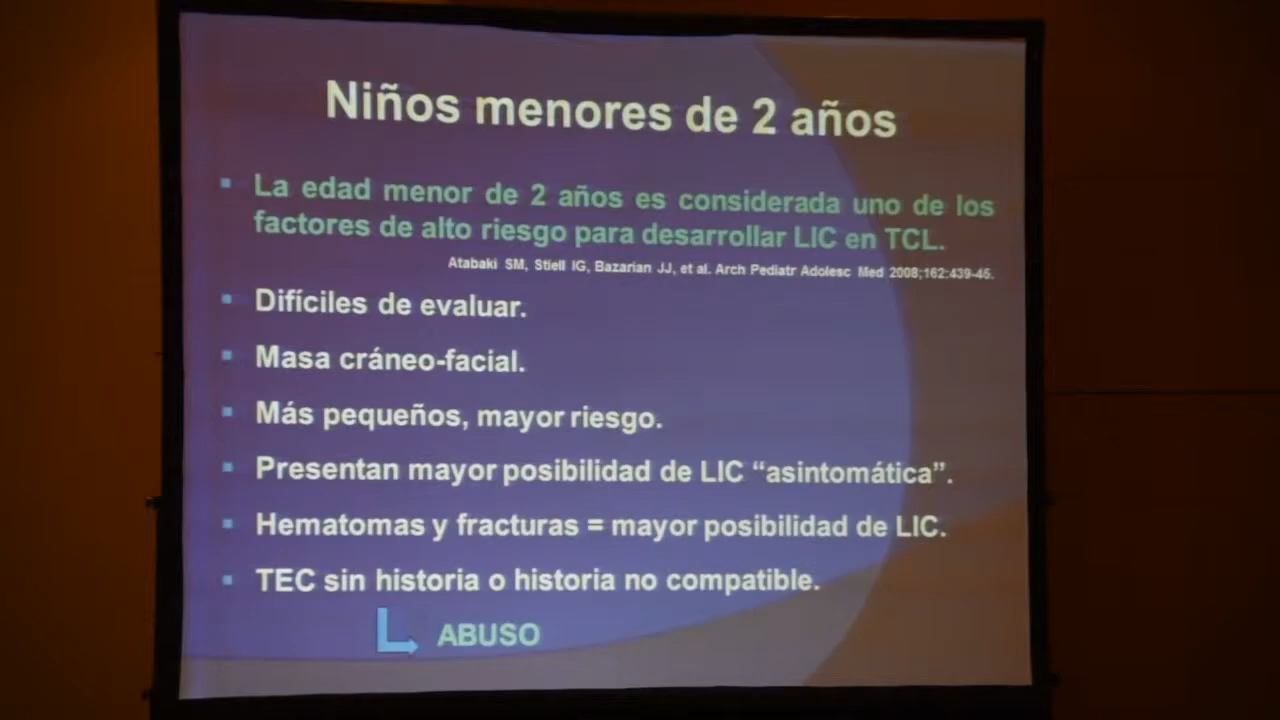 Niños menores de 2 años
La edad menor de 2 años es considerada uno de los
factores de alto riesgo para desarrollar LIC en TCL.
Atabaki SM, Stiell IG, Bazarian JJ, et al. Arch Pediatr Adolesc Med 2008;162:439-45.
Difíciles de evaluar.
Masa cráneo-facial.
Más pequeños, mayor riesgo.
Presentan mayor posibilidad de LIC “asintomática”.
Hematomas y fracturas = mayor posibilidad de LIC.
TEC sin historia o historia no compatible.
ABUSO